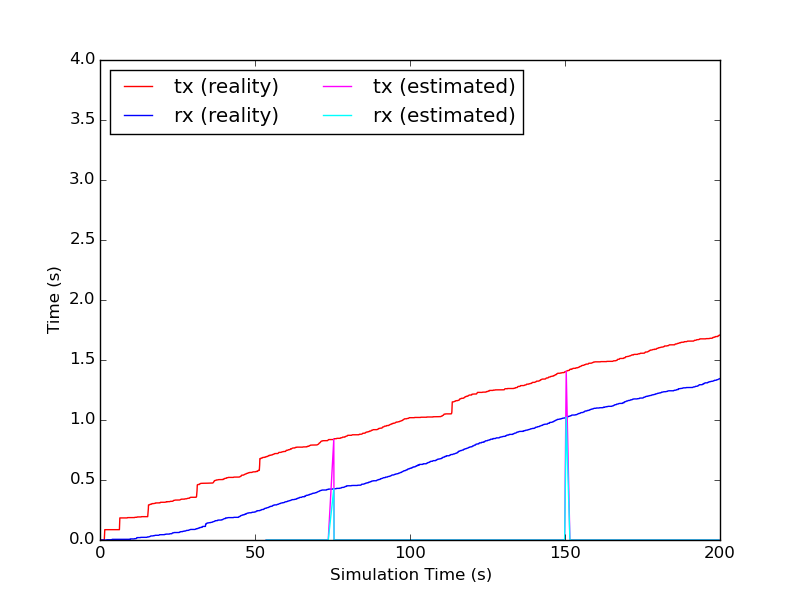 4.0
3.5
3.0
2.5
2.0
1.5
1.0
0.5
0.0
Time (s)
tx (reality) tx (estimated)
rx (reality) rx (estimated)
0 50 100 150 200
Simulation Time (s)